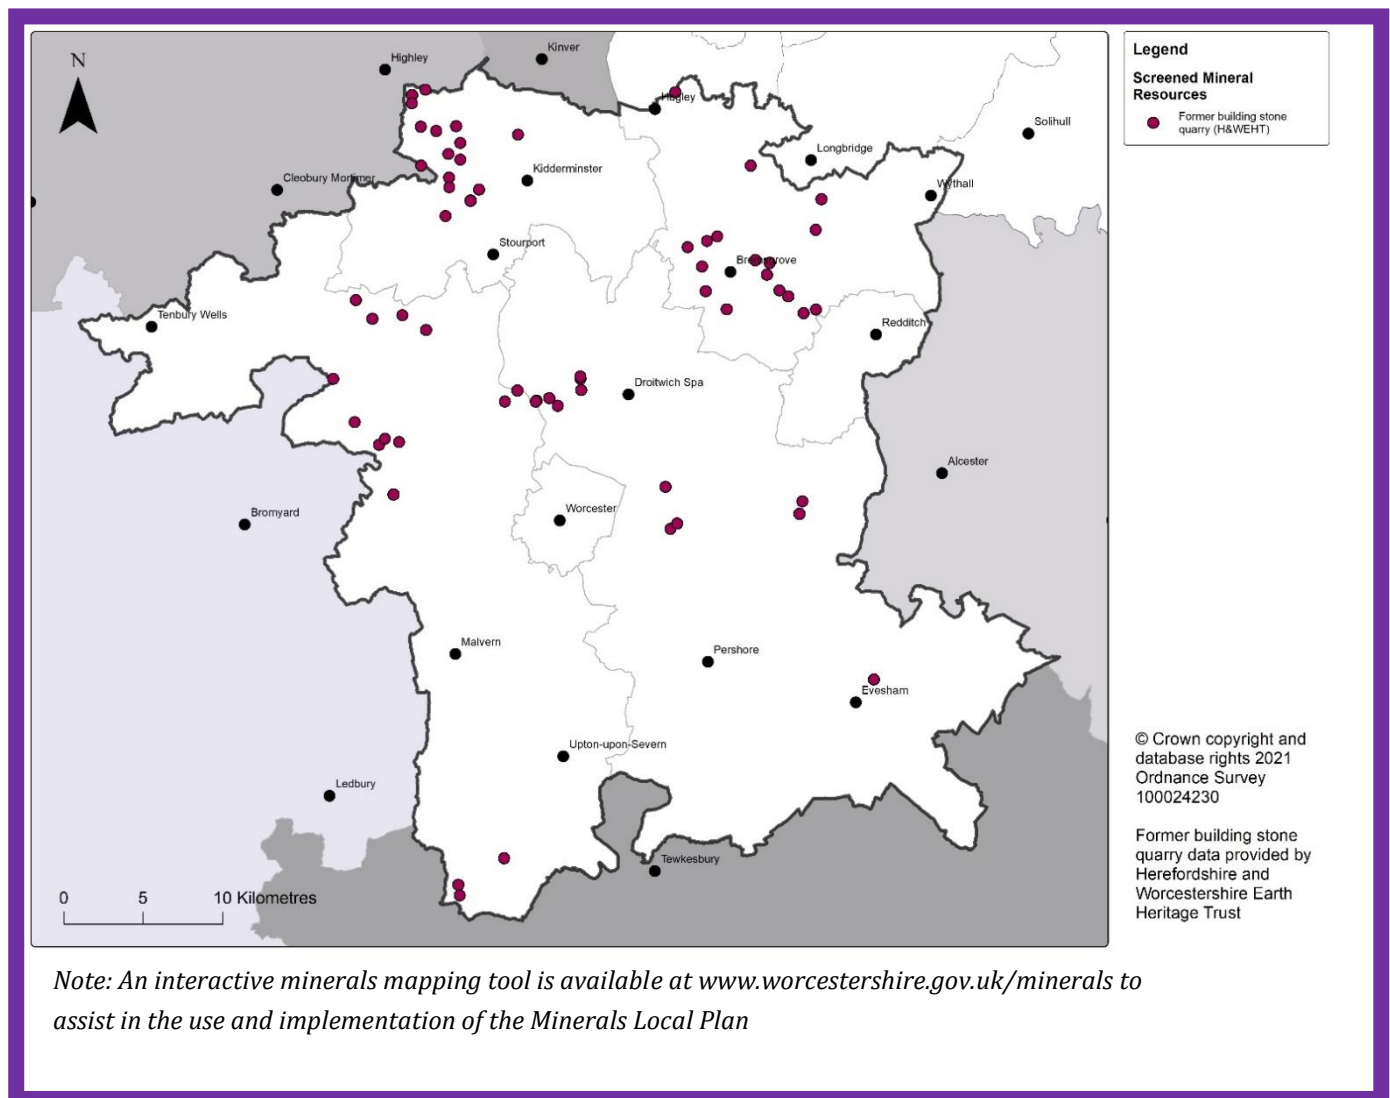 N
Highley
Kinver
Hagley
Solihull
Longbridge
Kidderminster
Cleobury Mortimer
Wythall
Stourport
Bromsgrove
Tenbury Wells
Redditch
Droitwich Spa
Alcester
Bromyard
Worcester
Malvern
Pershore
Evesham
Upton-upon-Severn
Ledbury
Tewkesbury
0 5 10 Kilometres
Legend
Screened Mineral
Resources
Former building stone
quarry (H&WEHT)
© Crown copyright and
database rights 2021
Ordnance Survey
100024230
Former building stone
quarry data provided by
Herefordshire and
Worcestershire Earth
Heritage Trust
Note: An interactive minerals mapping tool is available at www.worcestershire.gov.uk/minerals to
assist in the use and implementation of the Minerals Local Plan